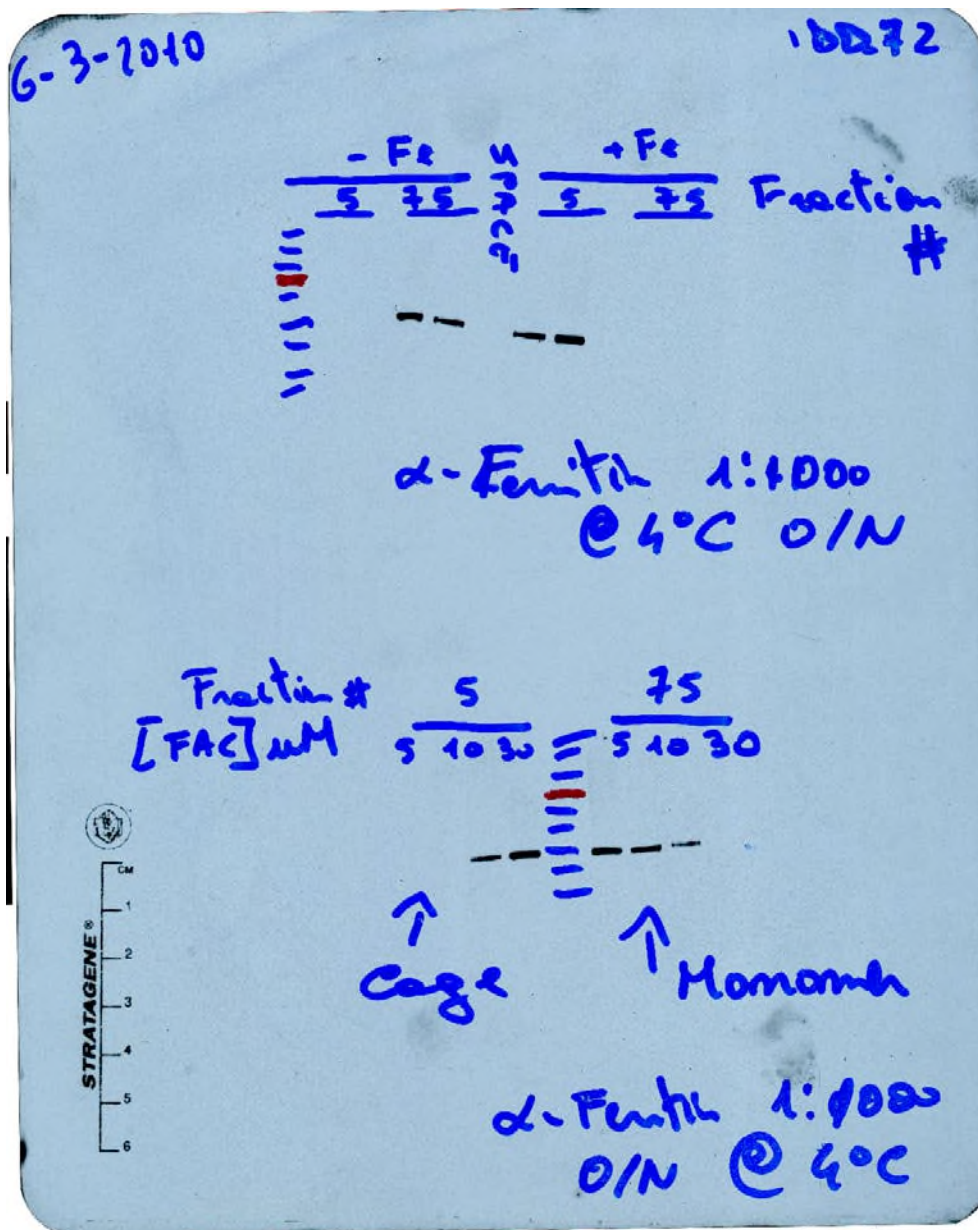 6-3-2010
1DD72
- Fe
+ Fe
5 75
5 75
Fraction
#
α-Ferritin 1:1000
@ 4°C O/N
Fraction # 5 75
[FAC] uM 5 10 30 5 10 30
CM
1
2
3
4
5
6
STRATAGENE®
Cage
Monomer
α-Ferritin 1:1000
O/N @ 4°C